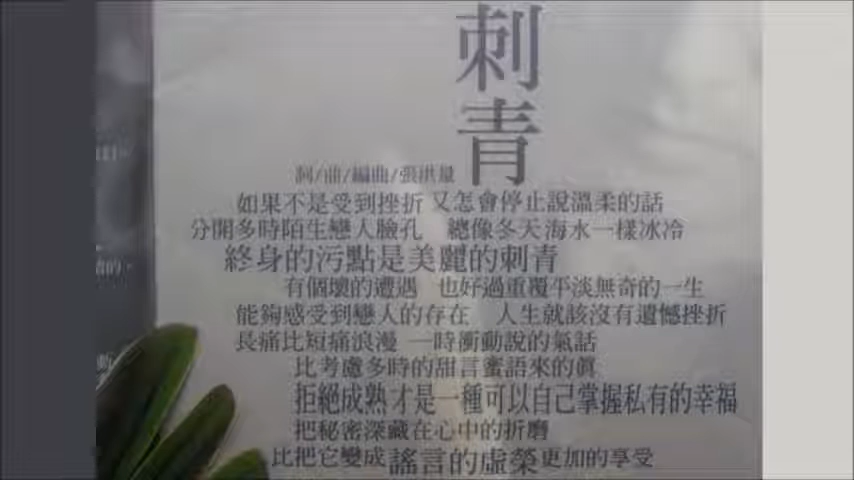 刺青
詞/曲/編曲/張洪量
如果不是受到挫折 又怎會停止說溫柔的話
分開多時陌生戀人臉孔 總像冬天海水一樣冰冷
終身的污點是美麗的刺青
有個壞的遭遇 也好過重覆平淡無奇的一生
能夠感受到戀人的存在 人生就該沒有遺憾挫折
長痛比短痛浪漫 一時衝動說的氣話
比考慮多時的甜言蜜語來的真
拒絕成熟才是一種可以自己掌握私有的幸福
把秘密深藏在心中的折磨
比把它變成謠言的虛榮更加的享受